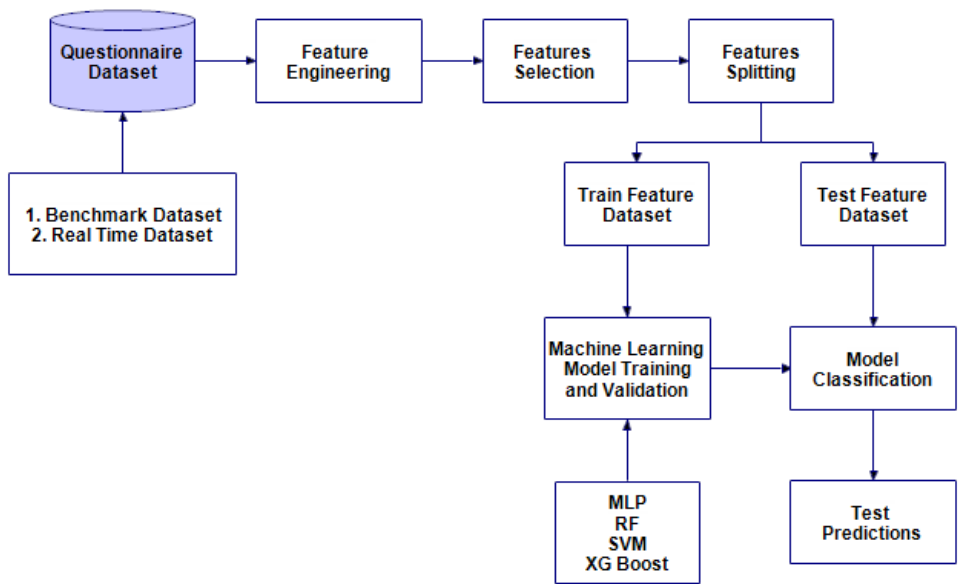 Questionnaire
Dataset
Feature
Engineering
Features
Selection
Features
Splitting
1. Benchmark Dataset
2. Real Time Dataset
Train Feature
Dataset
Test Feature
Dataset
Machine Learning
Model Training
and Validation
Model
Classification
MLP
RF
SVM
XG Boost
Test
Predictions